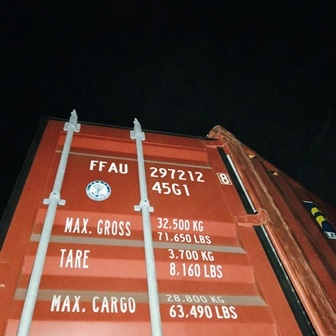 FFAU 297212 8
45G1
MAX. GROSS 32.500 KG
71.650 LBS
TARE 3.700 KG
8,160 LBS
MAX. CARGO 28.800 KG
63,490 LBS